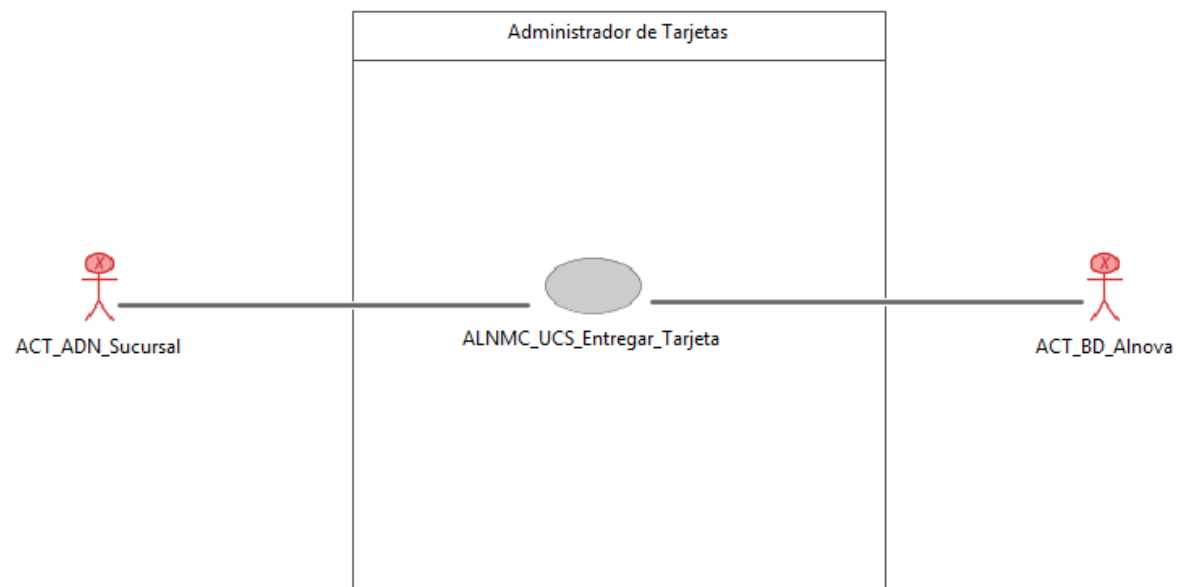 Administrador de Tarjetas
X
X
ACT_ADN_Sucursal
ALNMC_UCS_Entregar_Tarjeta
ACT_BD_Alnova